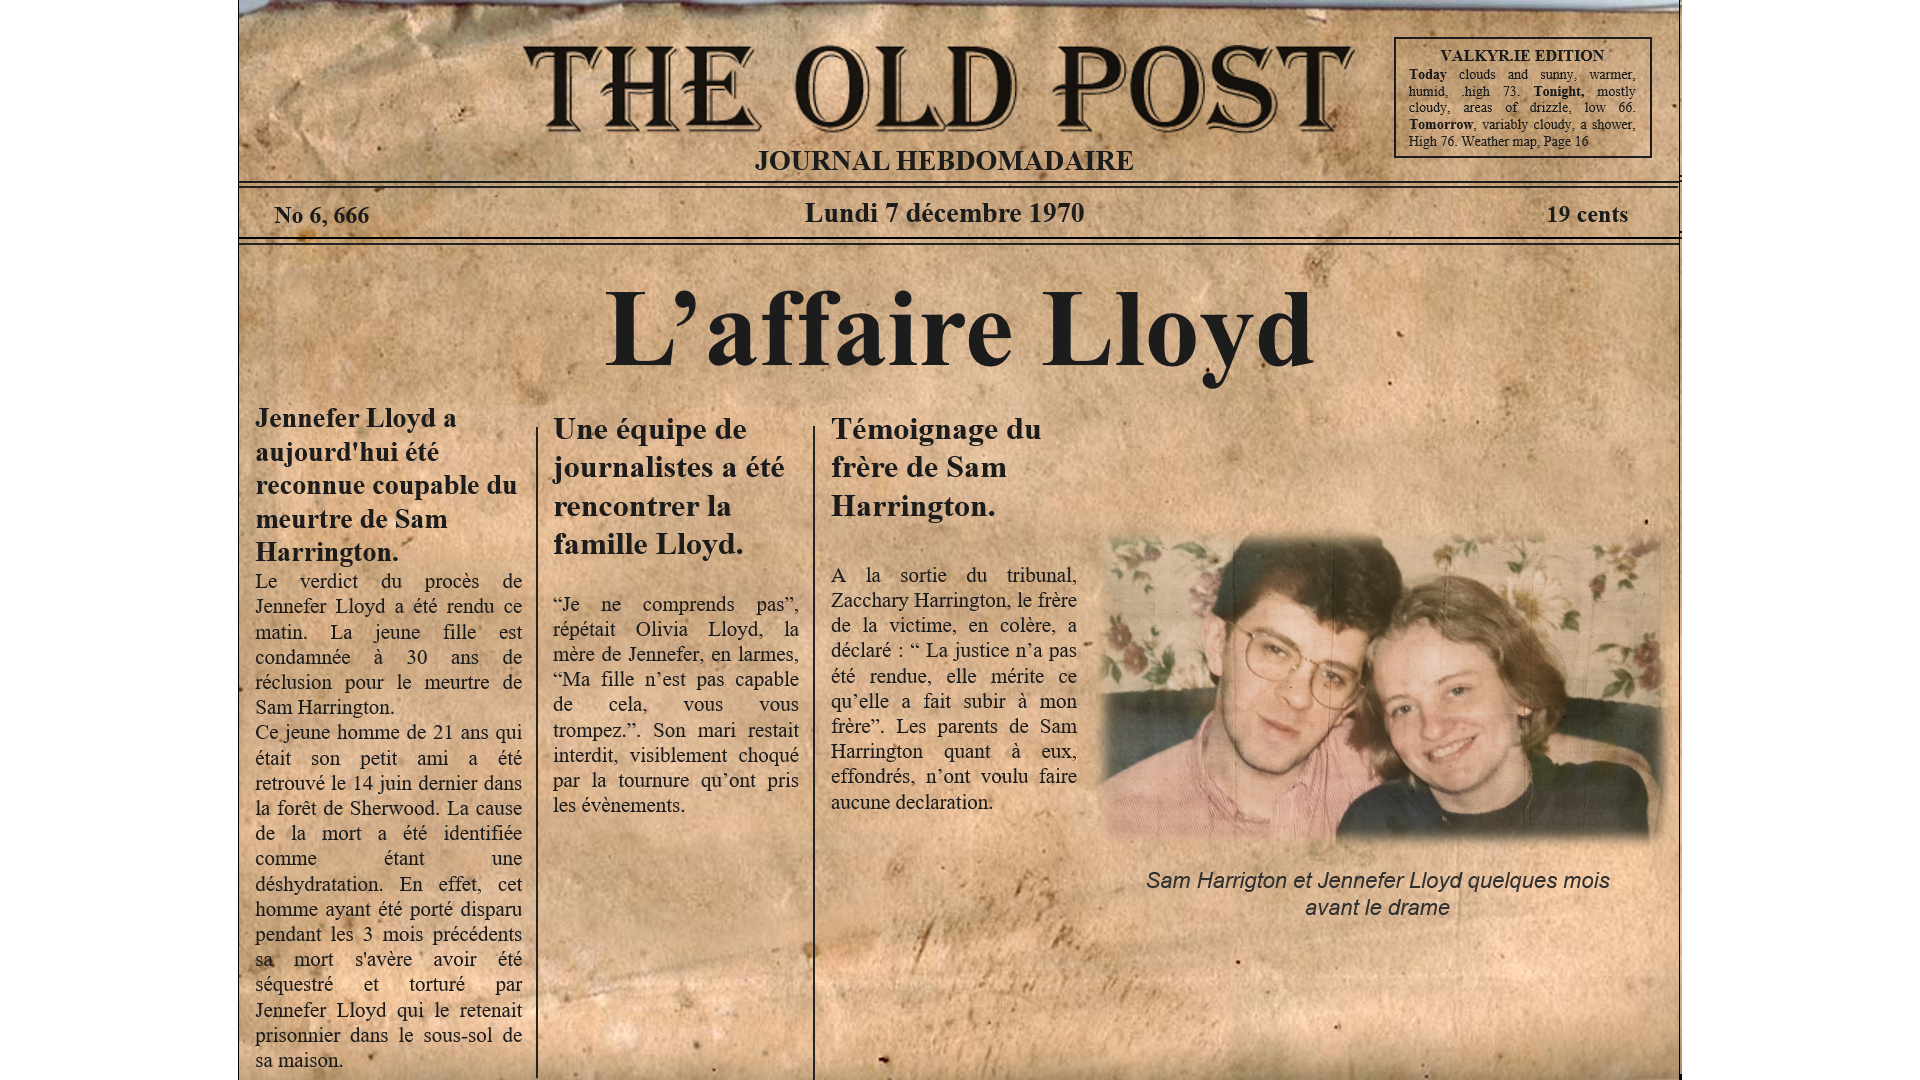 THE OLD POST
JOURNAL HEBDOMADAIRE
VALKYR.IE EDITION
Today clouds and sunny, warmer,
humid, .high 73. Tonight, mostly
cloudy, areas of drizzle, low 66.
Tomorrow, variably cloudy, a shower,
High 76. Weather map, Page 16
No 6, 666
Lundi 7 décembre 1970
19 cents
L’affaire Lloyd
Jennefer Lloyd a
aujourd'hui été
reconnue coupable du
meurtre de Sam
Harrington.
Le verdict du procès de
Jennefer Lloyd a été rendu ce
matin. La jeune fille est
condamnée à 30 ans de
réclusion pour le meurtre de
Sam Harrington.
Ce jeune homme de 21 ans qui
était son petit ami a été
retrouvé le 14 juin dernier dans
la forêt de Sherwood. La cause
de la mort a été identifiée
comme étant une
déshydratation. En effet, cet
homme ayant été porté disparu
pendant les 3 mois précédents
sa mort s'avère avoir été
séquestré et torturé par
Jennefer Lloyd qui le retenait
prisonnier dans le sous-sol de
sa maison.
Une équipe de
journalistes a été
rencontrer la
famille Lloyd.
“Je ne comprends pas”,
répétait Olivia Lloyd, la
mère de Jennefer, en larmes,
“Ma fille n’est pas capable
de cela, vous vous
trompez.”. Son mari restait
interdit, visiblement choqué
par la tournure qu’ont pris
les évènements.
Témoignage du
frère de Sam
Harrington.
A la sortie du tribunal,
Zacchary Harrington, le frère
de la victime, en colère, a
déclaré : “ La justice n’a pas
été rendue, elle mérite ce
qu’elle a fait subir à mon
frère”. Les parents de Sam
Harrington quant à eux,
effondrés, n’ont voulu faire
aucune declaration.
Sam Harrigton et Jennefer Lloyd quelques mois
avant le drame